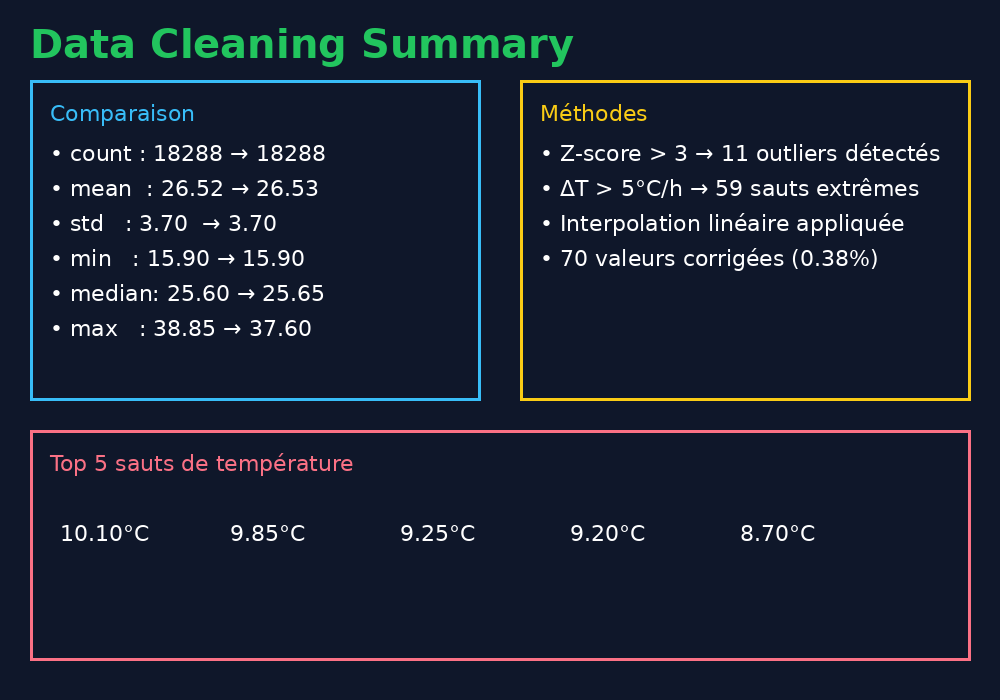 Data Cleaning Summary
Comparaison
• count : 18288 → 18288
• mean  : 26.52 → 26.53
• std   : 3.70  → 3.70
• min   : 15.90 → 15.90
• median: 25.60 → 25.65
• max   : 38.85 → 37.60
Méthodes
• Z-score > 3 → 11 outliers détectés
• ΔT > 5°C/h → 59 sauts extrêmes
• Interpolation linéaire appliquée
• 70 valeurs corrigées (0.38%)
Top 5 sauts de température
10.10°C 9.85°C 9.25°C 9.20°C 8.70°C